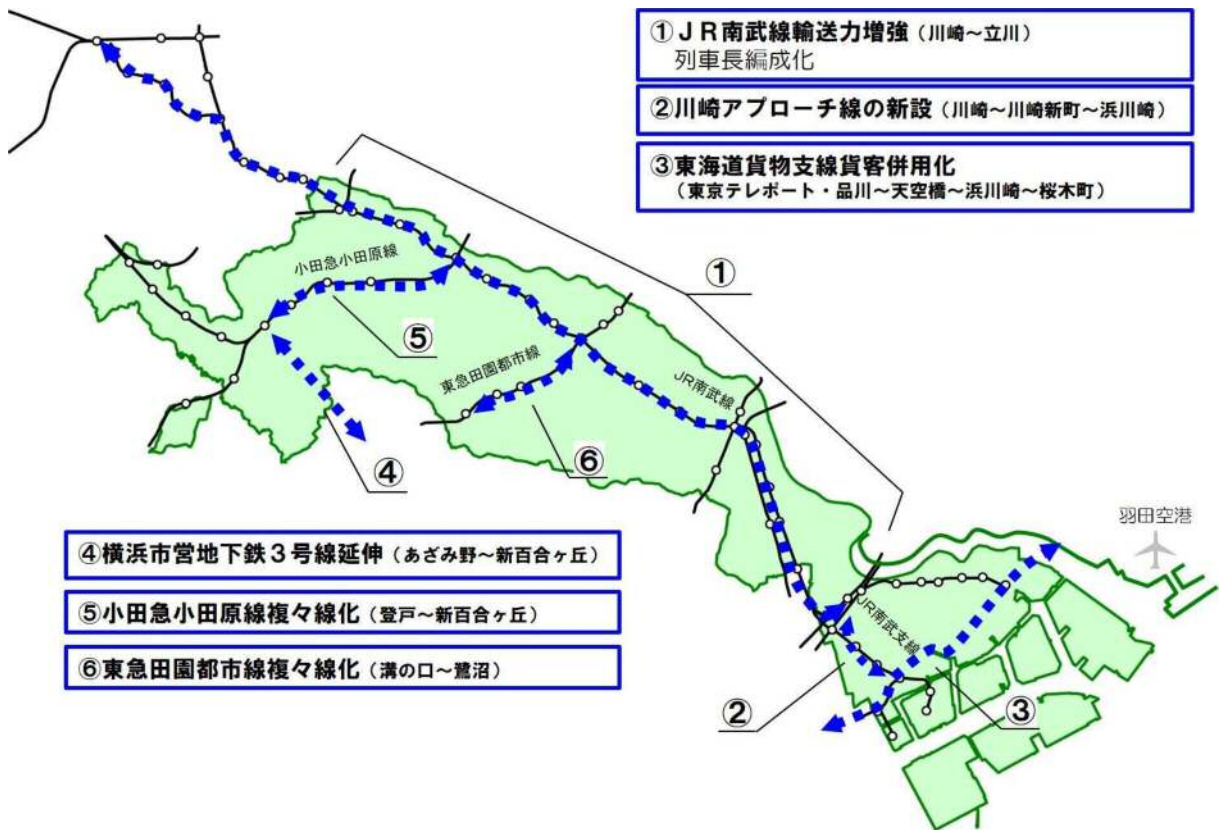 ①ＪＲ南武線輸送力増強（川崎～立川）
列車長編成化
②川崎アプローチ線の新設（川崎～川崎新町～浜川崎）
③東海道貨物支線貨客併用化
（東京テレポート・品川～天空橋～浜川崎～桜木町）
①
小田急小田原線
⑤
東急田園都市線
JR南武線
④
⑥
羽田空港
④横浜市営地下鉄３号線延伸（あざみ野～新百合ヶ丘）
⑤小田急小田原線複々線化（登戸～新百合ヶ丘）
⑥東急田園都市線複々線化（溝の口～鷺沼）
JR南武支線
②
③